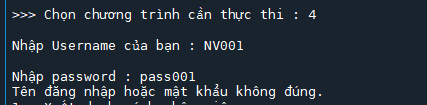 >>> Chọn chương trình cần thực thi : 4
Nhập Username của bạn : NV001
Nhập password : pass001
Tên đăng nhập hoặc mật khẩu không đúng.